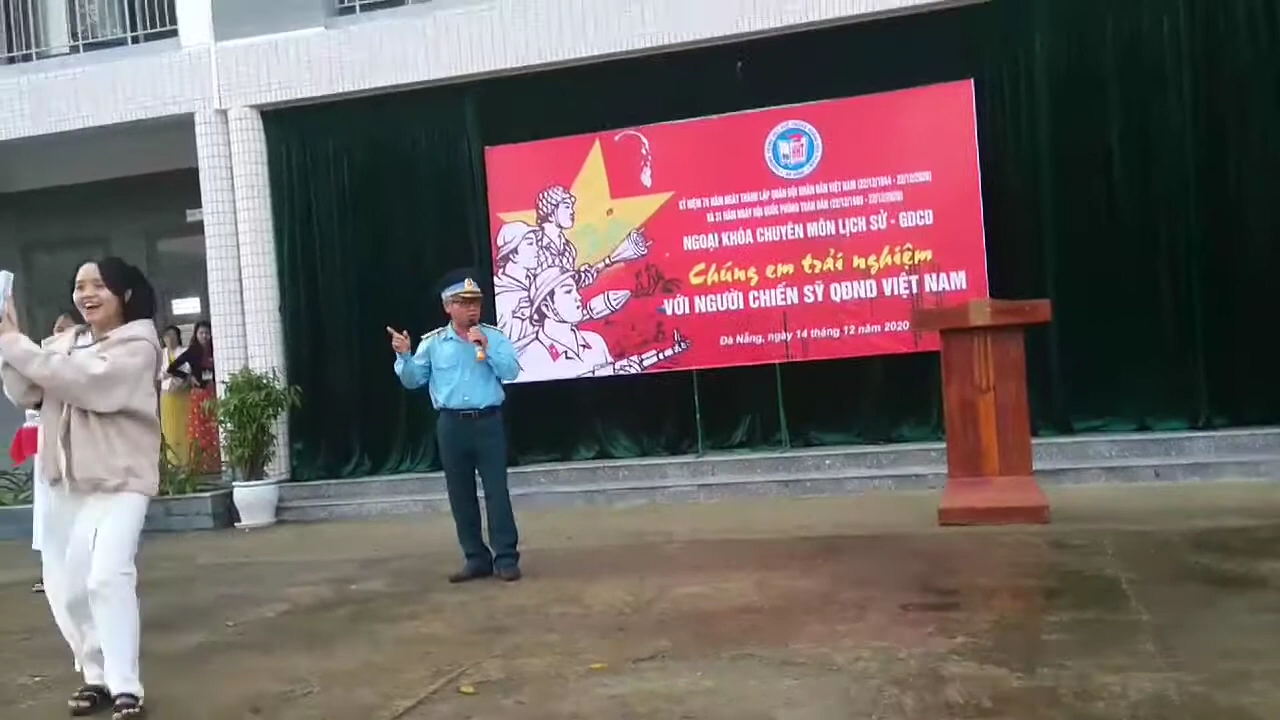 KỶ NIỆM 76 NĂM NGÀY THÀNH LẬP QUÂN ĐỘI NHÂN DÂN VIỆT NAM (22/12/1944 - 22/12/2020)
VÀ 31 NĂM NGÀY HỘI QUỐC PHÒNG TOÀN DÂN (22/12/1989 - 22/12/2020)
NGOẠI KHÓA CHUYÊN MÔN LỊCH SỬ - GDCD
Chúng em trải nghiệm
VỚI NGƯỜI CHIẾN SỸ QĐND VIỆT NAM
Đà Nẵng, ngày 14 tháng 12 năm 2020